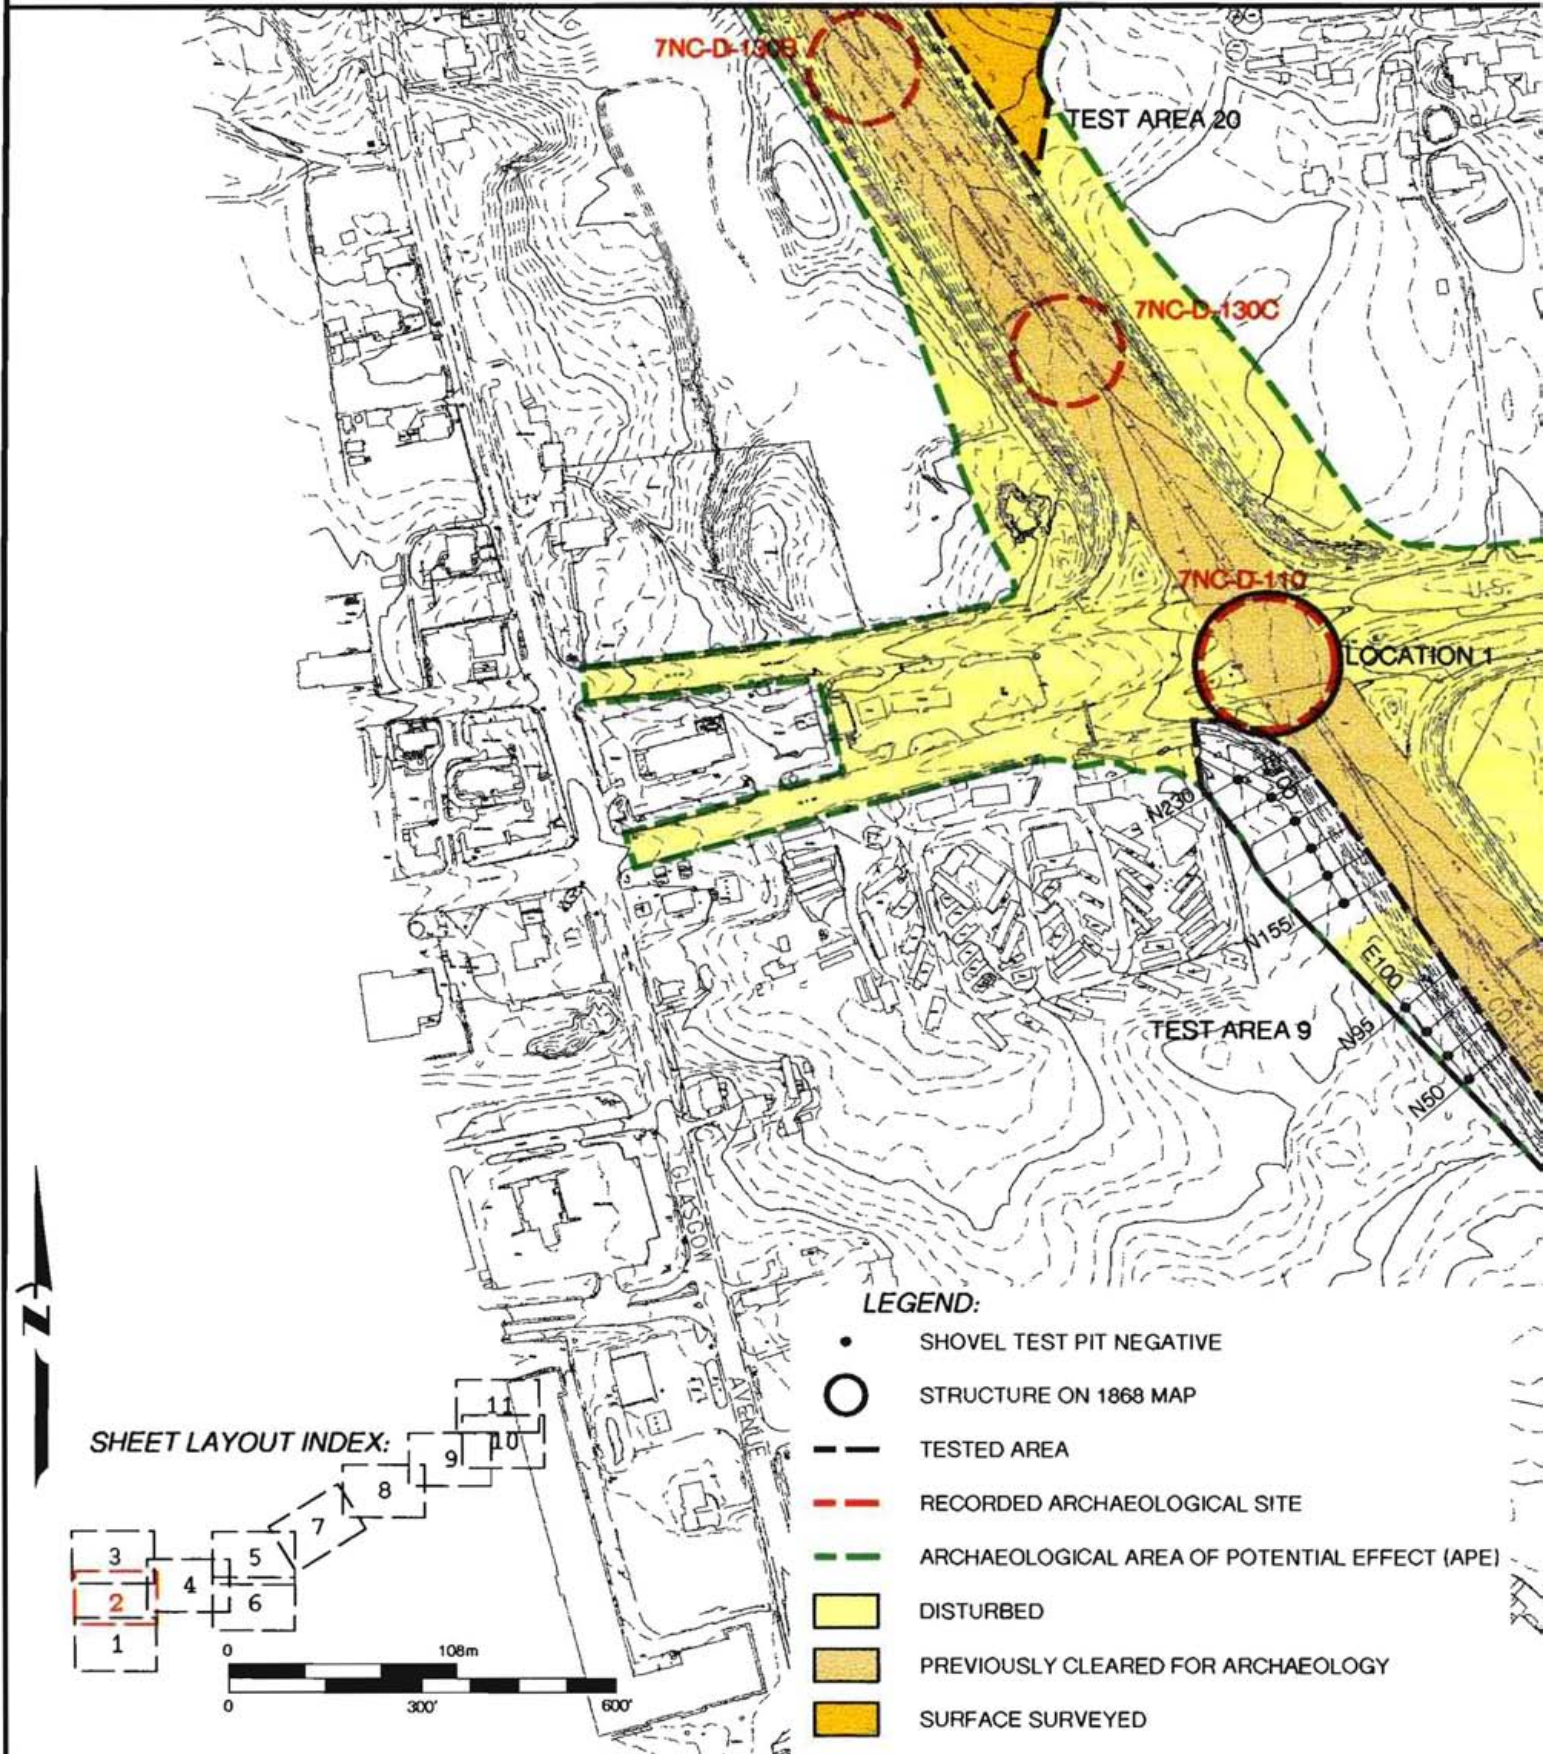 7NC-D-130B
TEST AREA 20
7NC-D-130C
7NC-D-110
U.S.
LOCATION 1
N230
N155
E100
N95
TEST AREA 9
N50
GLASGOW
AVENUE
LEGEND:
SHOVEL TEST PIT NEGATIVE
STRUCTURE ON 1868 MAP
TESTED AREA
RECORDED ARCHAEOLOGICAL SITE
ARCHAEOLOGICAL AREA OF POTENTIAL EFFECT (APE)
DISTURBED
PREVIOUSLY CLEARED FOR ARCHAEOLOGY
SURFACE SURVEYED
N
SHEET LAYOUT INDEX:
11
10
9
8
7
3
5
4
2
6
1
0 108m
0 300' 600'